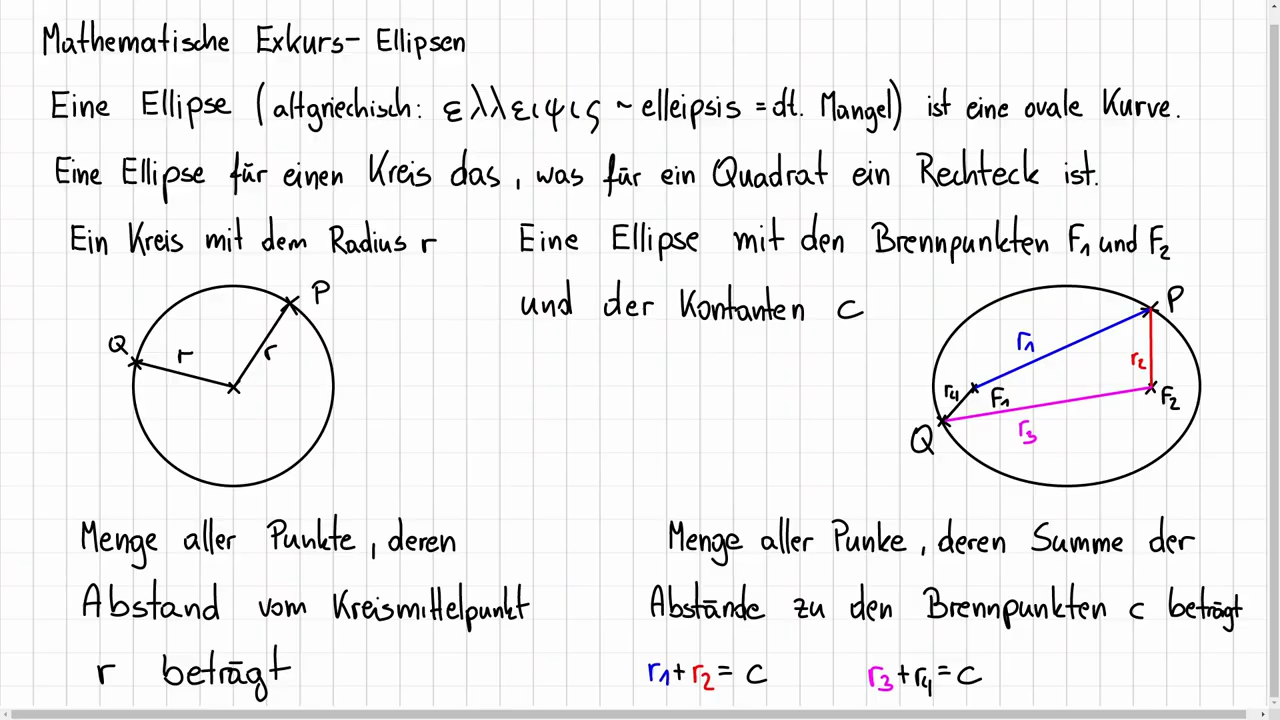 Mathematische Exkurs- Ellipsen
Eine Ellipse (altgriechisch: ελλειψις ~ elleipsis = dt. Mangel) ist eine ovale Kurve.
Eine Ellipse für einen Kreis das, was für ein Quadrat ein Rechteck ist.
Ein Kreis mit dem Radius r
Eine Ellipse mit den Brennpunkten F₁ und F₂
und der Kontanten c
P
Q
r
r
P
r₁
r₂
r₄
F₁
F₂
Q
r₃
Menge aller Punkte, deren
Abstand vom Kreismittelpunkt
r beträgt
Menge aller Punke, deren Summe der
Abstände zu den Brennpunkten c beträgt
r₁+r₂= c
r₃+r₄=c